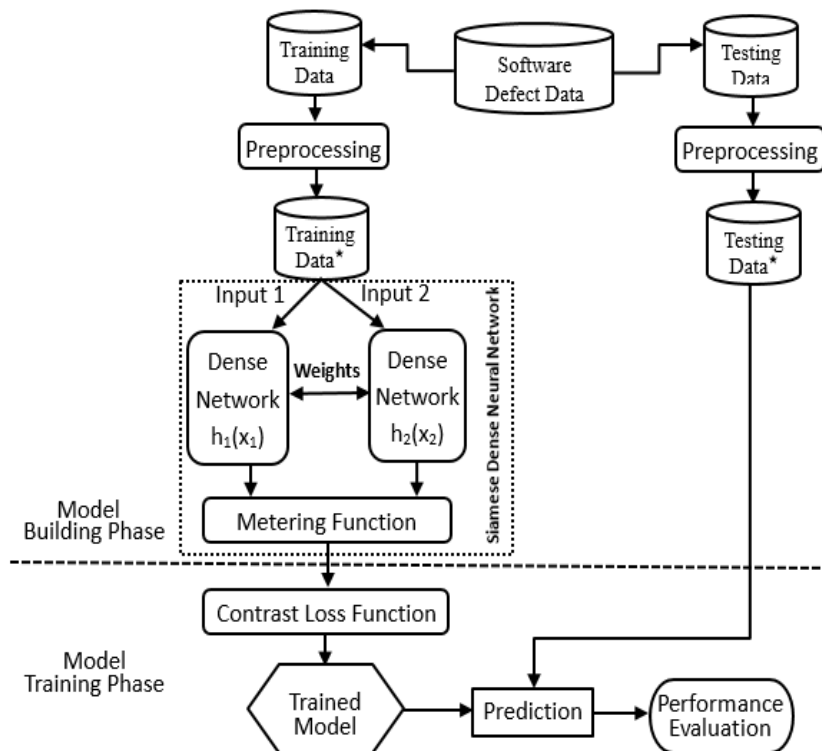 Training
Data
Software
Defect Data
Testing
Data
Preprocessing
Preprocessing
Training
Data*
Testing
Data*
Input 1
Input 2
Dense
Network
h₁(x₁)
Weights
Dense
Network
h₂(x₂)
Siamese Dense Neural Network
Metering Function
Model
Building Phase
Contrast Loss Function
Model
Training Phase
Trained
Model
Prediction
Performance
Evaluation